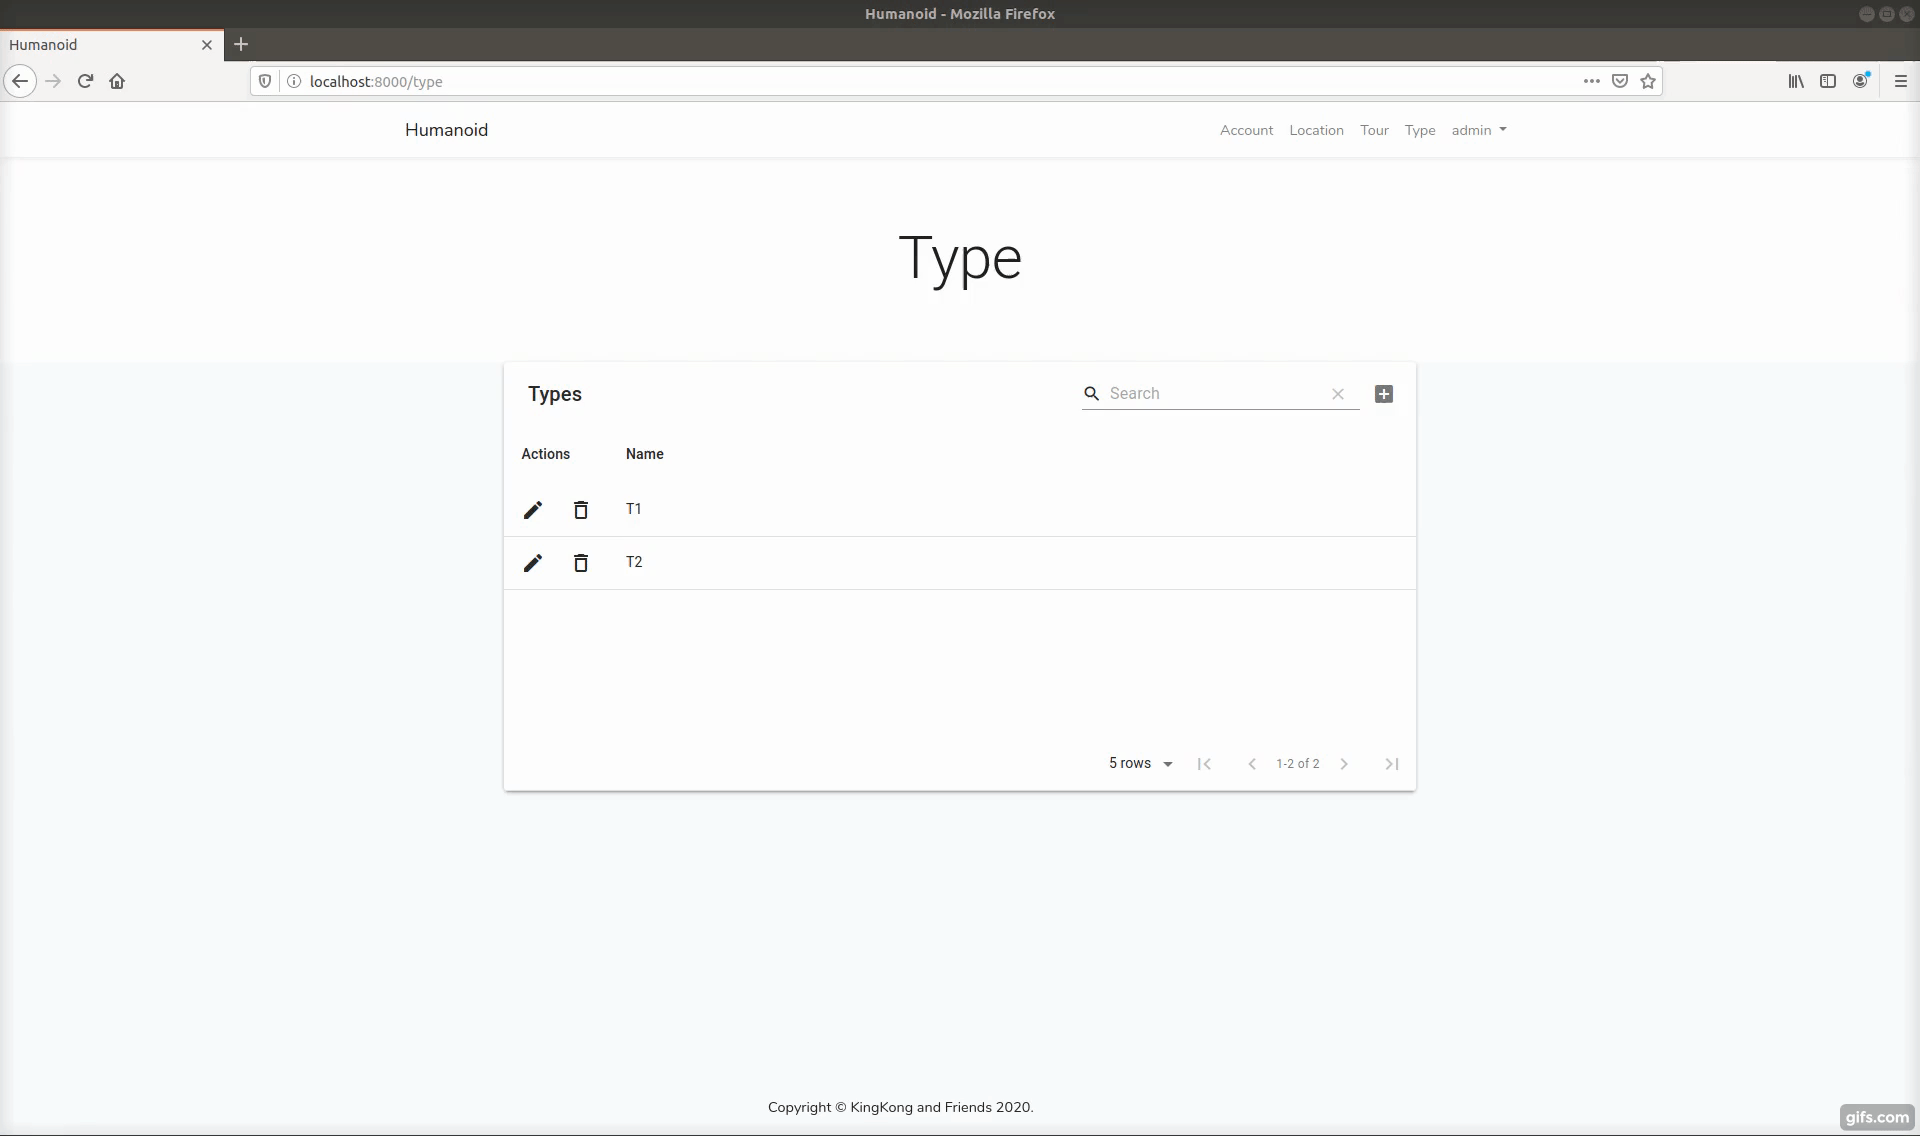 Humanoid - Mozilla Firefox
Humanoid
localhost:8000/type
Humanoid Account Location Tour Type admin
Type
Types Search
Actions Name
T1
T2
5 rows 1-2 of 2
Copyright © KingKong and Friends 2020.
gifs.com